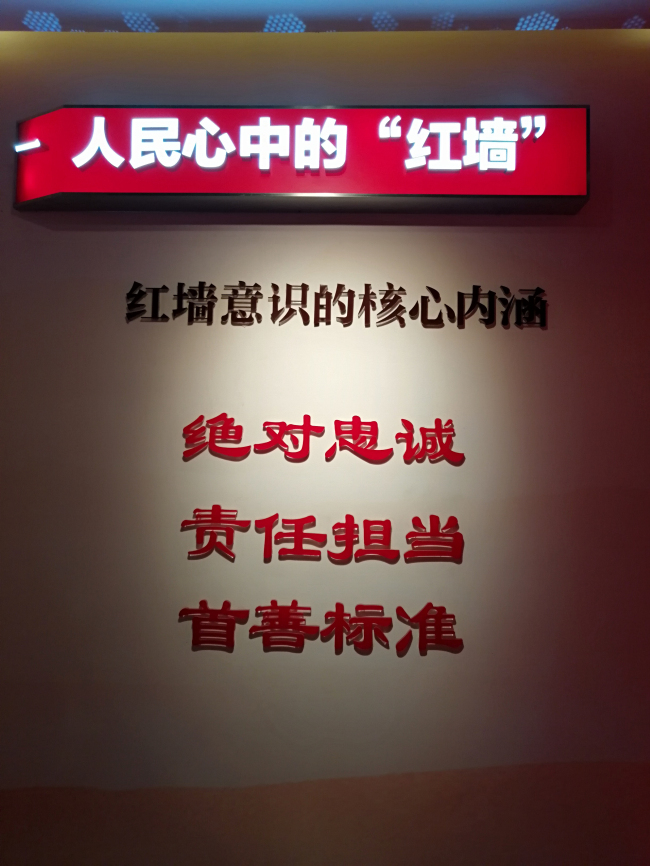 一 人民心中的“红墙”
红墙意识的核心内涵
绝对忠诚
责任担当
首善标准